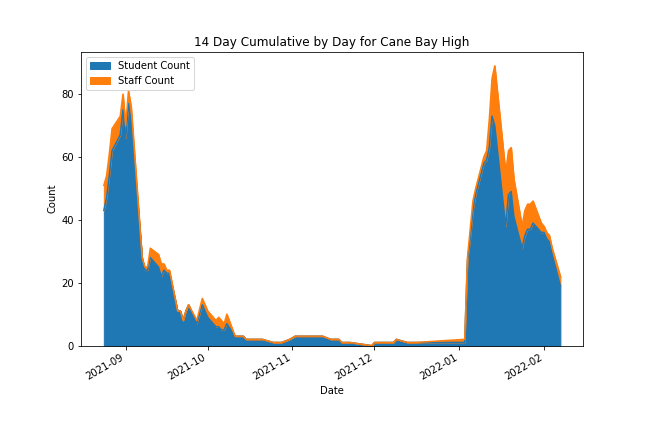 14 Day Cumulative by Day for Cane Bay High
Student Count
Staff Count
Count
80
60
40
20
0
2021-09
2021-10
2021-11
2021-12
2022-01
2022-02
Date